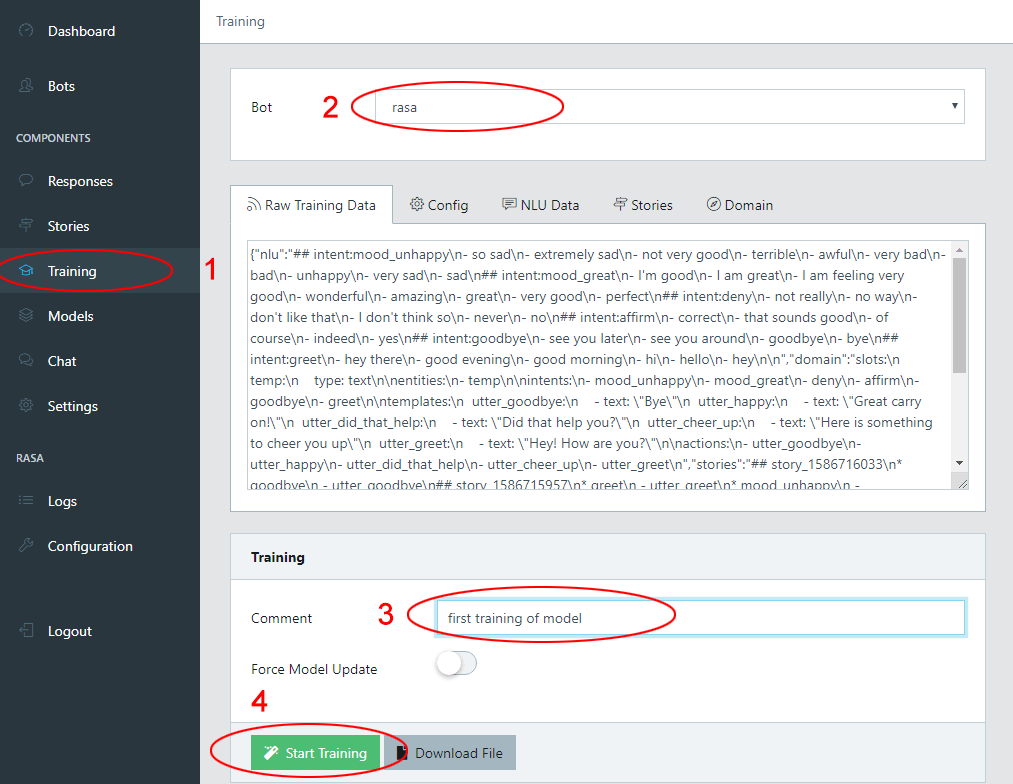 Dashboard
Bots
COMPONENTS
Responses
Stories
Training
1
Models
Chat
Settings
RASA
Logs
Configuration
Logout
Training
Bot
2
rasa
Raw Training Data
Config
NLU Data
Stories
Domain
{"nlu":"## intent:mood_unhappy\n- so sad\n- extremely sad\n- not very good\n- terrible\n- awful\n- very bad\n-
bad\n- unhappy\n- very sad\n- sad\n## intent:mood_great\n- I'm good\n- I am great\n- I am feeling very
good\n- wonderful\n- amazing\n- great\n- very good\n- perfect\n## intent:deny\n- not really\n- no way\n-
don't like that\n- I don't think so\n- never\n- no\n## intent:affirm\n- correct\n- that sounds good\n- of
course\n- indeed\n- yes\n## intent:goodbye\n- see you later\n- see you around\n- goodbye\n- bye\n##
intent:greet\n- hey there\n- good evening\n- good morning\n- hi\n- hello\n- hey\n\n","domain":"slots:\n
temp:\n    type: text\n\nentities:\n- temp\n\nintents:\n- mood_unhappy\n- mood_great\n- deny\n- affirm\n-
goodbye\n- greet\n\ntemplates:\n  utter_goodbye:\n    - text: \"Bye\"\n  utter_happy:\n    - text: \"Great carry
on!\"\n  utter_did_that_help:\n    - text: \"Did that help you?\"\n  utter_cheer_up:\n    - text: \"Here is something
to cheer you up\"\n  utter_greet:\n    - text: \"Hey! How are you?\"\n\nactions:\n- utter_goodbye\n-
utter_happy\n- utter_did_that_help\n- utter_cheer_up\n- utter_greet\n","stories":"## story_1586716033\n*
goodbye\n - utter_goodbye\n## story_1586715957\n* greet\n - utter_greet\n* mood_unhappy\n -
Training
Comment
3
first training of model
Force Model Update
4
Start Training
Download File